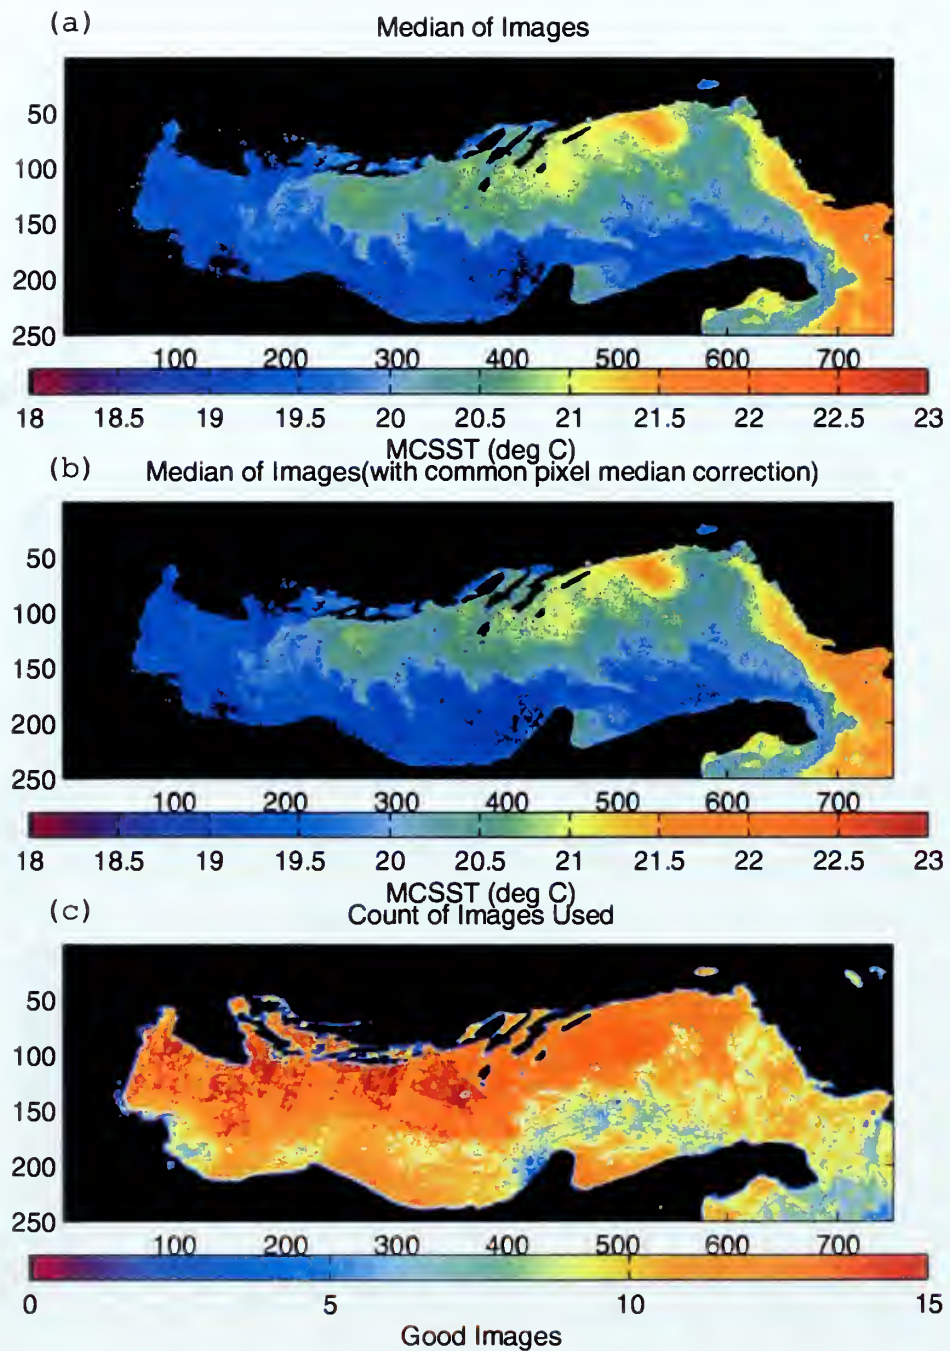 (a)
Median of Images
50
100
150
200
250
100 200 300 400 500 600 700
18 18.5 19 19.5 20 20.5 21 21.5 22 22.5 23
MCSST (deg C)
(b)
Median of Images(with common pixel median correction)
50
100
150
200
250
100 200 300 400 500 600 700
18 18.5 19 19.5 20 20.5 21 21.5 22 22.5 23
MCSST (deg C)
(c)
Count of Images Used
50
100
150
200
250
100 200 300 400 500 600 700
0 5 10 15
Good Images